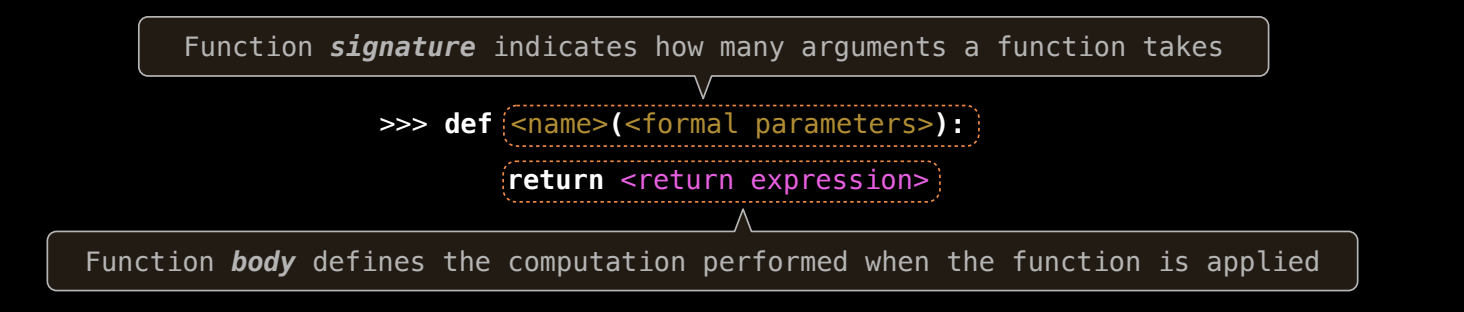 Function signature indicates how many arguments a function takes
>>> def <name>(<formal parameters>):
return <return expression>
Function body defines the computation performed when the function is applied